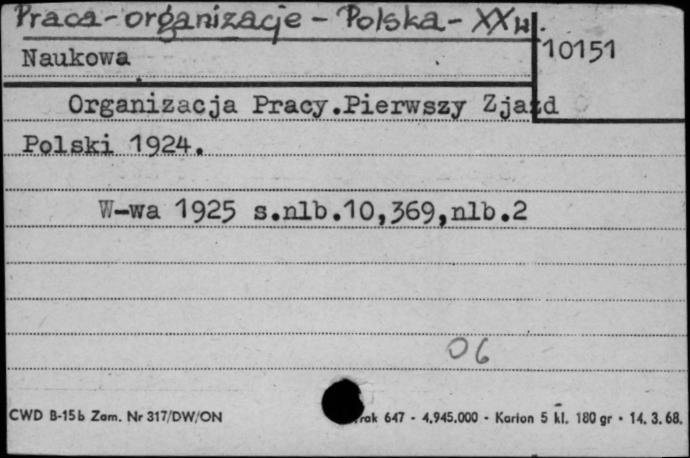 Praca - organizacje - Polska - XX w.
10151
Naukowa
Organizacja Pracy.Pierwszy Zjazd
Polski 1924.
W-wa 1925 s.nlb.10,369,nlb.2
06
CWD B-15b Zam. Nr 317/DW/ON rak 647 - 4.945.000 - Karton 5 kl. 180 gr - 14. 3. 68.